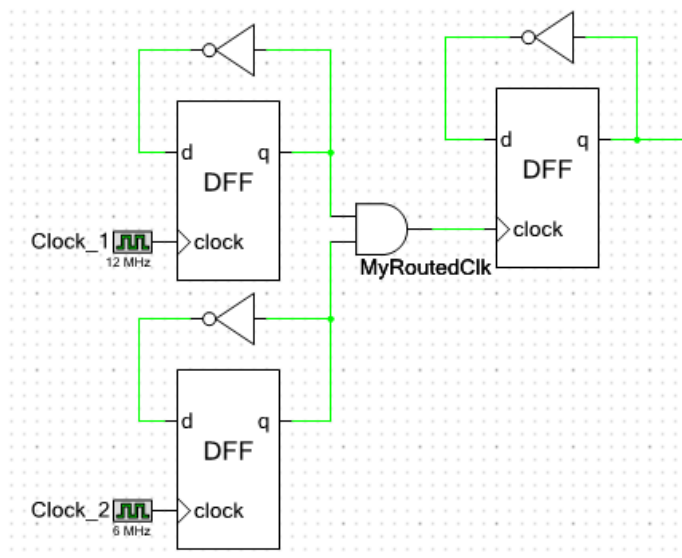 d q
DFF
Clock_1 clock
12 MHz
d q
DFF
clock
MyRoutedClk
d q
DFF
Clock_2 clock
6 MHz